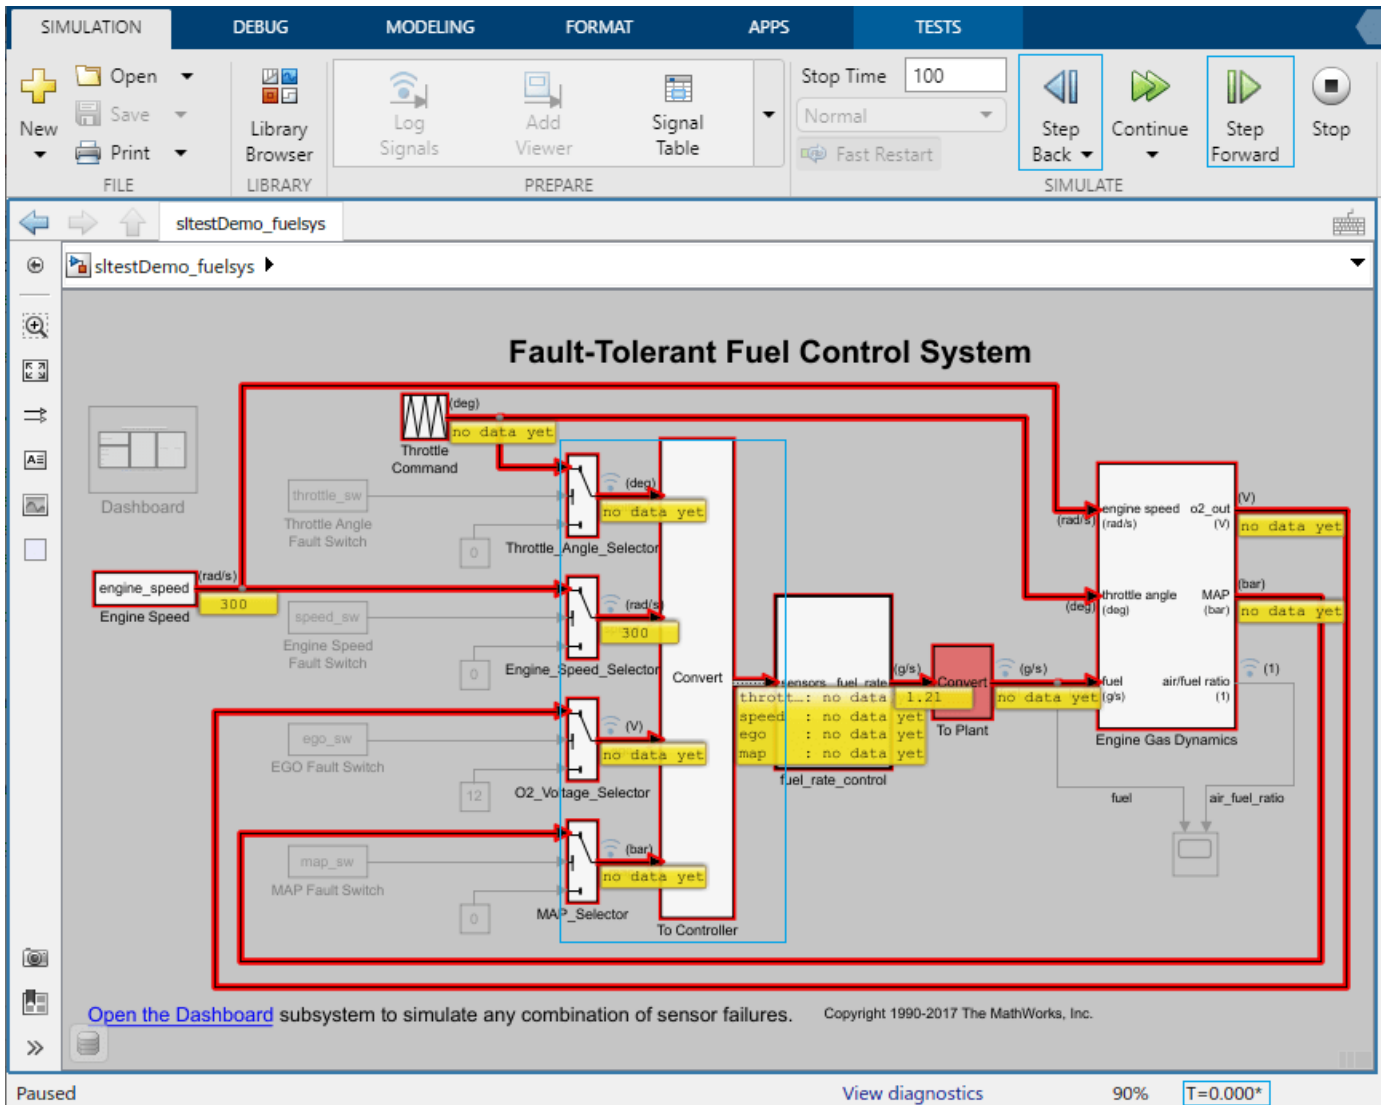 SIMULATION DEBUG MODELING FORMAT APPS TESTS
New
Open
Save
Print
FILE
Library
Browser
LIBRARY
Log
Signals
Add
Viewer
Signal
Table
PREPARE
Stop Time 100
Normal
Fast Restart
Step
Back
Continue
Step
Forward
Stop
SIMULATE
sltestDemo_fuelsys
sltestDemo_fuelsys
Fault-Tolerant Fuel Control System
Dashboard
(deg)
no data yet
Throttle
Command
throttle_sw
Throttle Angle
Fault Switch
0
(deg)
no data yet
Throttle_Angle_Selector
engine_speed
(rad/s)
300
Engine Speed
speed_sw
Engine Speed
Fault Switch
0
(rad/s)
300
Engine_Speed_Selector
ego_sw
EGO Fault Switch
12
(V)
no data yet
O2_Voltage_Selector
map_sw
MAP Fault Switch
0
(bar)
no data yet
MAP_Selector
Convert
To Controller
sensors fuel_rate
thrott…: no data
speed : no data yet
ego : no data yet
map : no data yet
fuel_rate_control
(g/s)
1.21
Convert
To Plant
(g/s)
no data yet
(rad/s)
engine speed
(rad/s)
o2_out
(V)
(V)
no data yet
(deg)
throttle angle
(deg)
MAP
(bar)
(bar)
no data yet
fuel
(g/s)
air/fuel ratio
(1)
(1)
Engine Gas Dynamics
fuel
air_fuel_ratio
Open the Dashboard subsystem to simulate any combination of sensor failures.
Copyright 1990-2017 The MathWorks, Inc.
Paused
View diagnostics
90%
T=0.000*